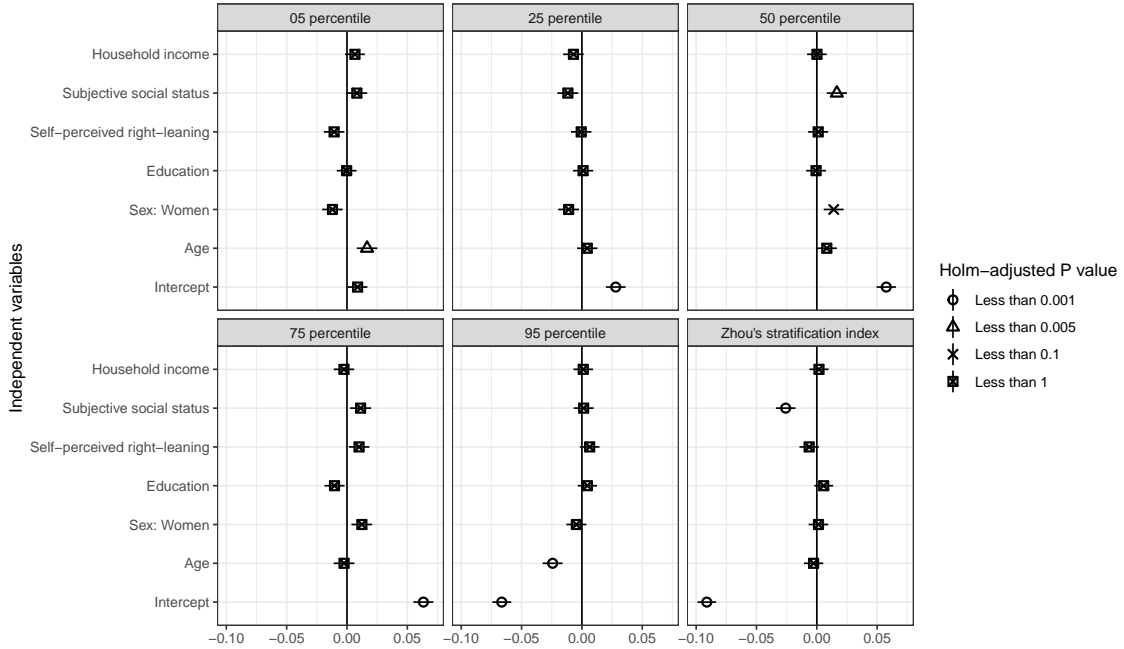 05 percentile
25 perentile
50 percentile
Household income
Subjective social status
Self−perceived right−leaning
Education
Sex: Women
Age
Intercept
75 percentile
95 percentile
Zhou's stratification index
Household income
Subjective social status
Self−perceived right−leaning
Education
Sex: Women
Age
Intercept
−0.10 −0.05 0.00 0.05
−0.10 −0.05 0.00 0.05
−0.10 −0.05 0.00 0.05
Independent variables
Holm−adjusted P value
Less than 0.001
Less than 0.005
Less than 0.1
Less than 1